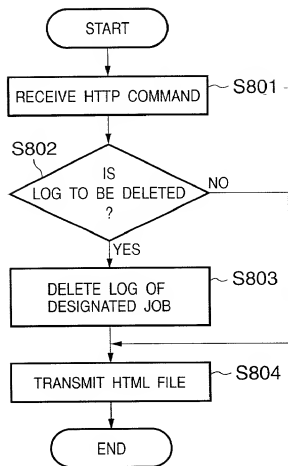 START
RECEIVE HTTP COMMAND
S801
S802
IS
LOG TO BE DELETED
?
NO
YES
DELETE LOG OF
DESIGNATED JOB
S803
TRANSMIT HTML FILE
S804
END